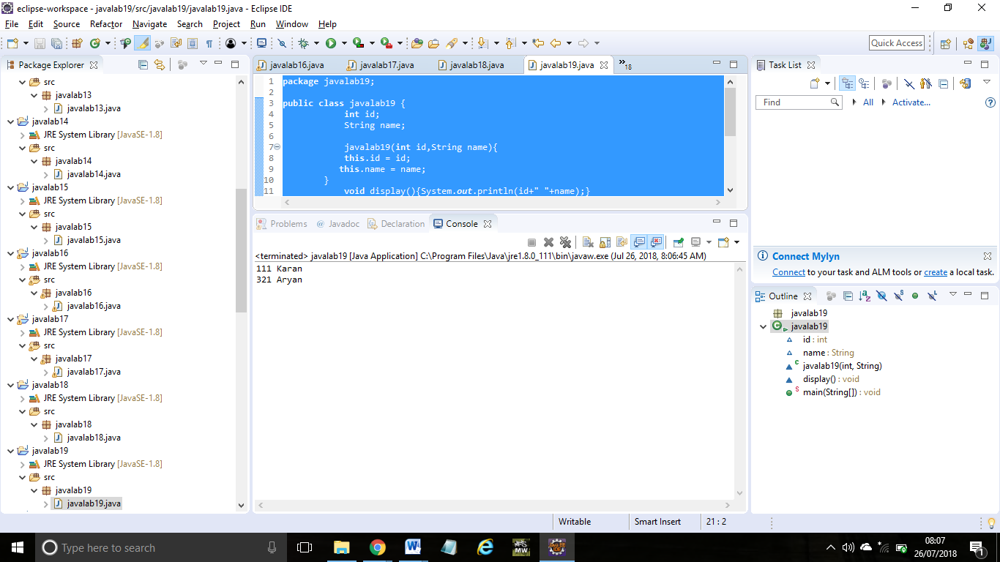 eclipse-workspace - javalab19/src/javalab19/javalab19.java - Eclipse IDE
File Edit Source Refactor Navigate Search Project Run Window Help
Quick Access
Package Explorer
src
javalab13
javalab13.java
javalab14
JRE System Library [JavaSE-1.8]
src
javalab14
javalab14.java
javalab15
JRE System Library [JavaSE-1.8]
src
javalab15
javalab15.java
javalab16
JRE System Library [JavaSE-1.8]
src
javalab16
javalab16.java
javalab17
JRE System Library [JavaSE-1.8]
src
javalab17
javalab17.java
javalab18
JRE System Library [JavaSE-1.8]
src
javalab18
javalab18.java
javalab19
JRE System Library [JavaSE-1.8]
src
javalab19
javalab19.java
javalab16.java javalab17.java javalab18.java javalab19.java »18
1 package javalab19;
2
3 public class javalab19 {
4 int id;
5 String name;
6
7 javalab19(int id,String name){
8 this.id = id;
9 this.name = name;
10 }
11 void display(){System.out.println(id+" "+name);}
Problems @ Javadoc Declaration Console
<terminated> javalab19 [Java Application] C:\Program Files\Java\jre1.8.0_111\bin\javaw.exe (Jul 26, 2018, 8:06:45 AM)
111 Karan
321 Aryan
Task List
Find All Activate...
Connect Mylyn
Connect to your task and ALM tools or create a local task.
Outline
javalab19
javalab19
id : int
name : String
javalab19(int, String)
display() : void
main(String[]) : void
Writable Smart Insert 21 : 2
Type here to search
08:07
26/07/2018